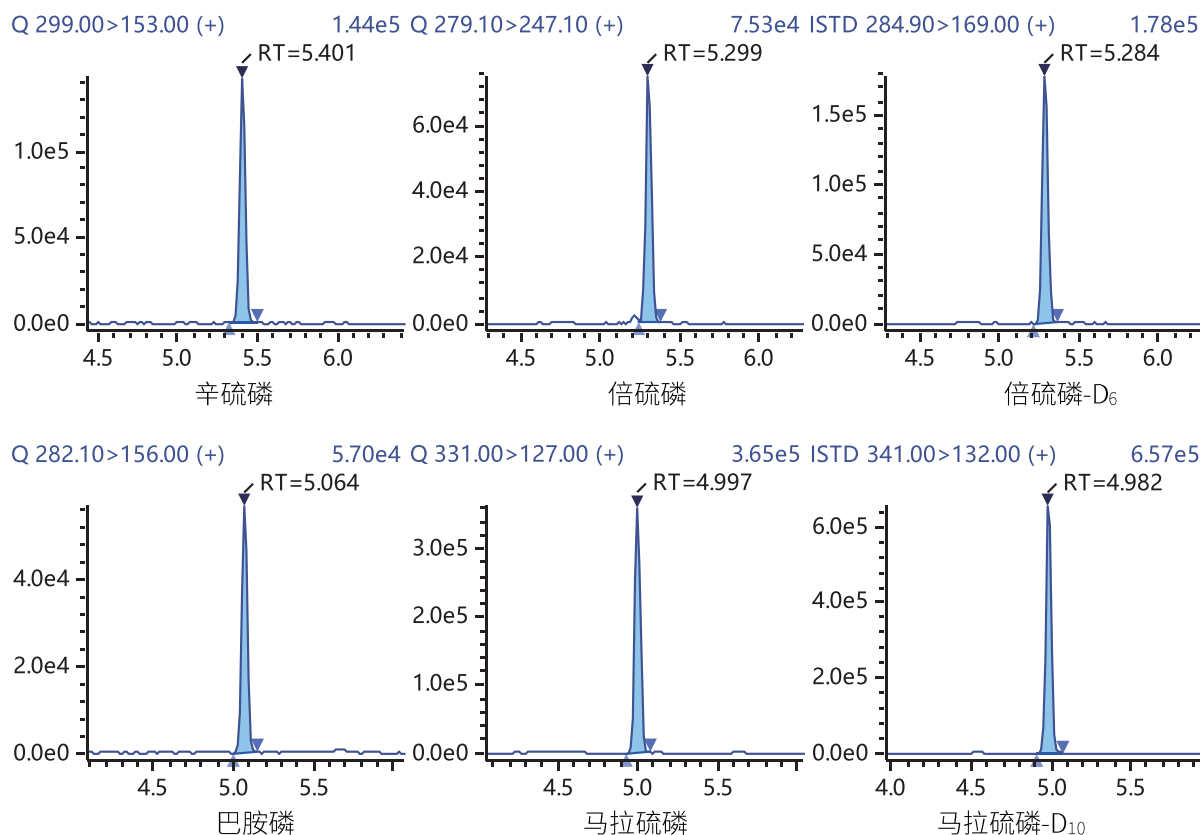 Q 299.00>153.00 (+) 1.44e5
RT=5.401
1.0e5
5.0e4
0.0e0
4.5 5.0 5.5 6.0
辛硫磷
Q 279.10>247.10 (+) 7.53e4
RT=5.299
6.0e4
4.0e4
2.0e4
0.0e0
4.5 5.0 5.5 6.0
倍硫磷
ISTD 284.90>169.00 (+) 1.78e5
RT=5.284
1.5e5
1.0e5
5.0e4
0.0e0
4.5 5.0 5.5 6.0
倍硫磷-D₆
Q 282.10>156.00 (+) 5.70e4
RT=5.064
4.0e4
2.0e4
0.0e0
4.5 5.0 5.5
巴胺磷
Q 331.00>127.00 (+) 3.65e5
RT=4.997
3.0e5
2.0e5
1.0e5
0.0e0
4.5 5.0 5.5
马拉硫磷
ISTD 341.00>132.00 (+) 6.57e5
RT=4.982
6.0e5
4.0e5
2.0e5
0.0e0
4.0 4.5 5.0 5.5
马拉硫磷-D₁₀